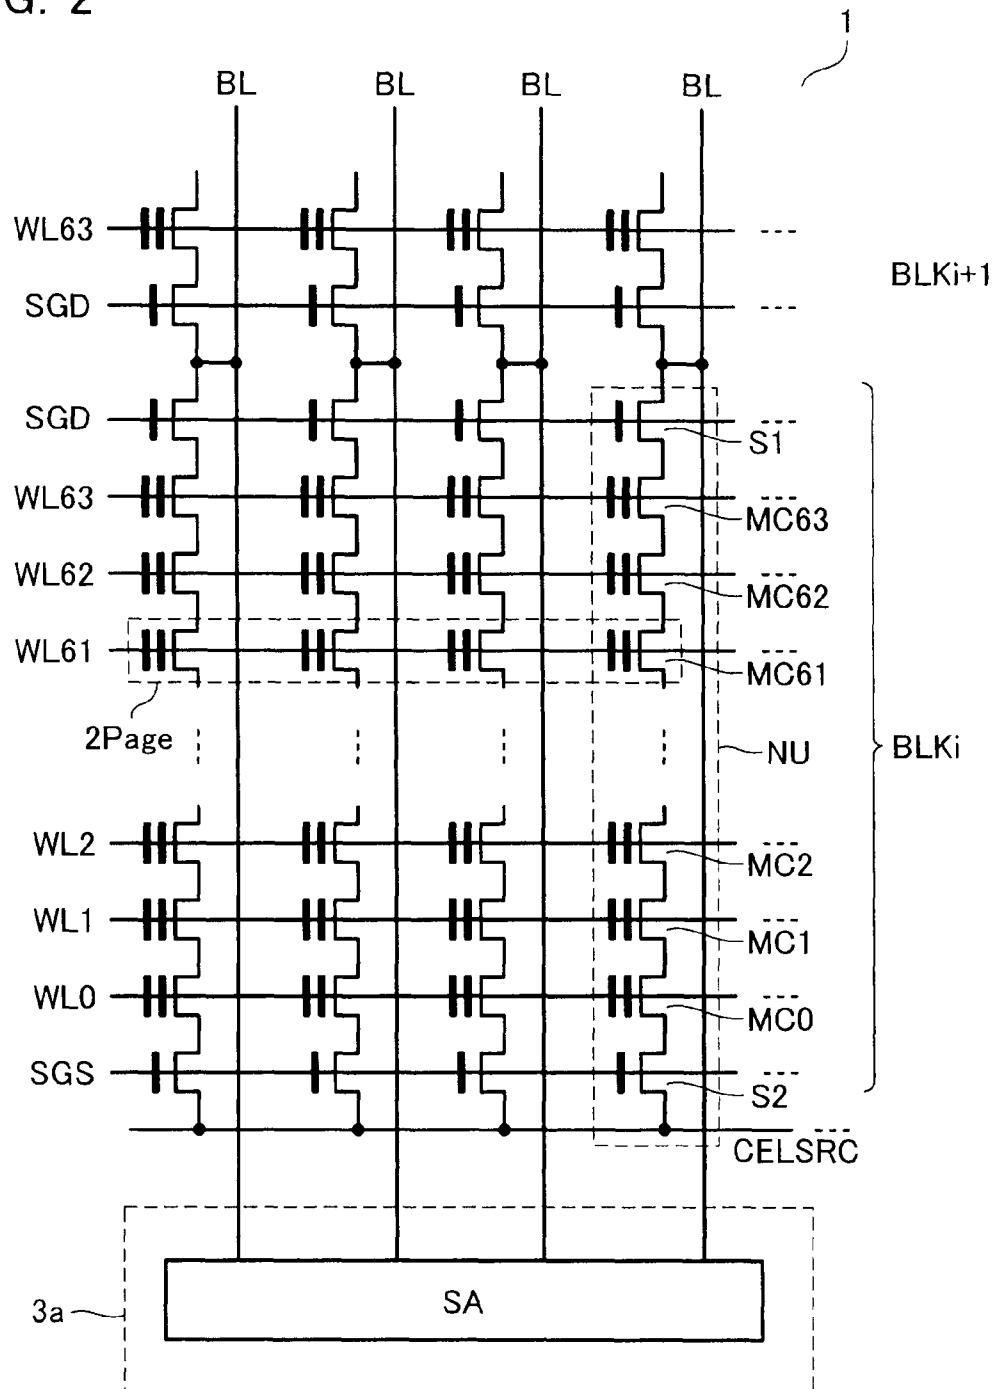 G. 2
1
BL BL BL BL
WL63 ---
BLKi+1
SGD ---
SGD ---
S1
WL63 ---
MC63
WL62 ---
MC62
WL61 ---
MC61
2Page
NU
BLKi
WL2 ---
MC2
WL1 ---
MC1
WL0 ---
MC0
SGS ---
S2
---
CELSRC
SA
3a